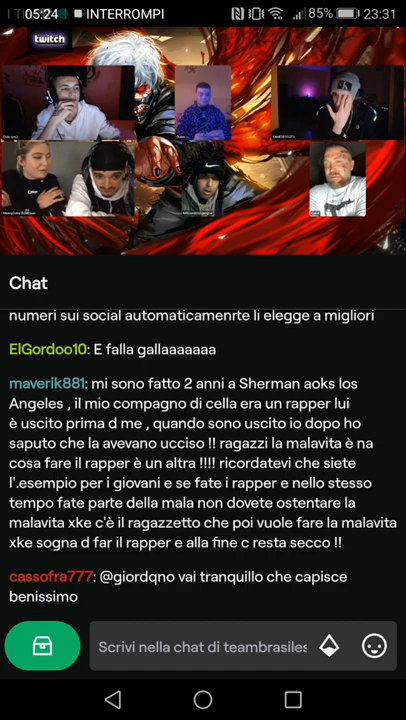 05:24 INTERROMPI 85% 23:31
twitch
Chat
numeri sui social automaticamenrte li elegge a migliori
ElGordoo10: E falla gallaaaaaaa
maverik881: mi sono fatto 2 anni a Sherman aoks los
Angeles , il mio compagno di cella era un rapper lui
è uscito prima d me , quando sono uscito io dopo ho
saputo che la avevano ucciso !! ragazzi la malavita è na
cosa fare il rapper è un altra !!!! ricordatevi che siete
l'.esempio per i giovani e se fate i rapper e nello stesso
tempo fate parte della mala non dovete ostentare la
malavita xke c'è il ragazzetto che poi vuole fare la malavita
xke sogna d far il rapper e alla fine c resta secco !!
cassofra777: @giordqno vai tranquillo che capisce
benissimo
Scrivi nella chat di teambrasiles